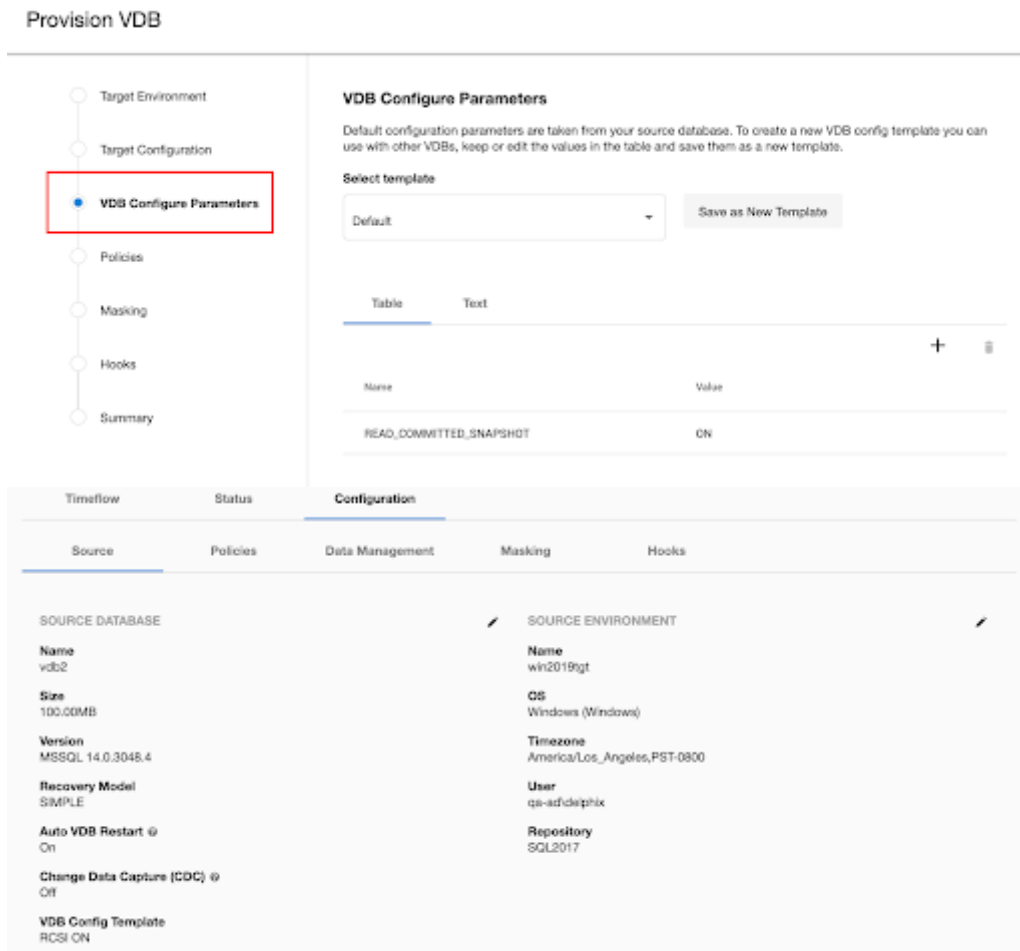 Provision VDB
Target Environment
Target Configuration
VDB Configure Parameters
Policies
Masking
Hooks
Summary
VDB Configure Parameters
Default configuration parameters are taken from your source database. To create a new VDB config template you can
use with other VDBs, keep or edit the values in the table and save them as a new template.
Select template
Default
Save as New Template
Table Text
Name Value
READ_COMMITTED_SNAPSHOT ON
Timeflow Status Configuration
Source Policies Data Management Masking Hooks
SOURCE DATABASE
Name
vdb2
Size
100.00MB
Version
MSSQL 14.0.3048.4
Recovery Model
SIMPLE
Auto VDB Restart
On
Change Data Capture (CDC)
Off
VDB Config Template
RCSI ON
SOURCE ENVIRONMENT
Name
win2019tgt
OS
Windows (Windows)
Timezone
America/Los_Angeles,PST-0800
User
qa-ad\delphix
Repository
SQL2017